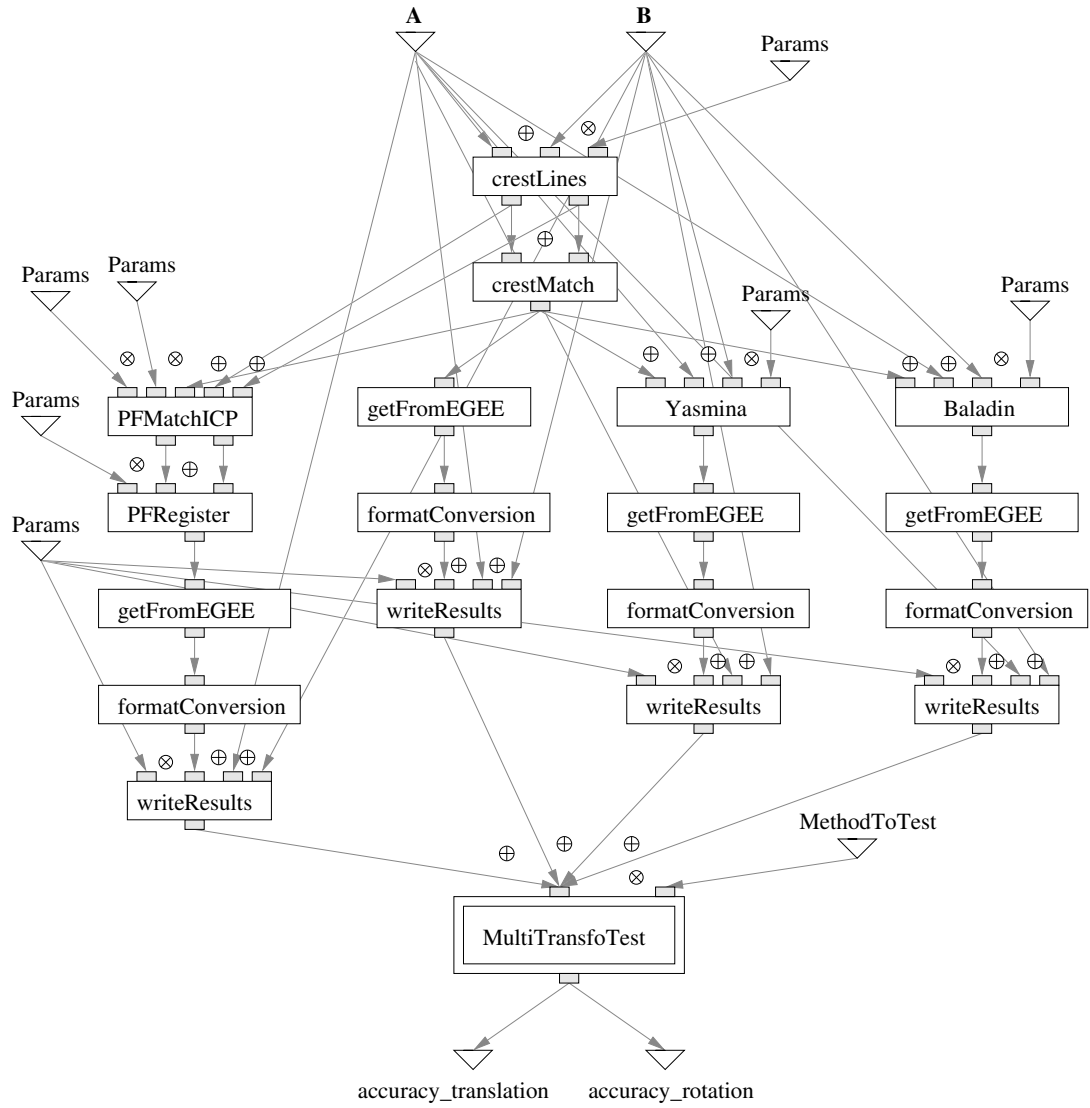 A
B
Params
crestLines
crestMatch
Params
Params
Params
Params
getFromEGEE
Yasmina
Baladin
PFMatchICP
Params
PFRegister
formatConversion
getFromEGEE
getFromEGEE
Params
getFromEGEE
writeResults
formatConversion
formatConversion
formatConversion
writeResults
writeResults
writeResults
MethodToTest
MultiTransfoTest
accuracy_translation
accuracy_rotation